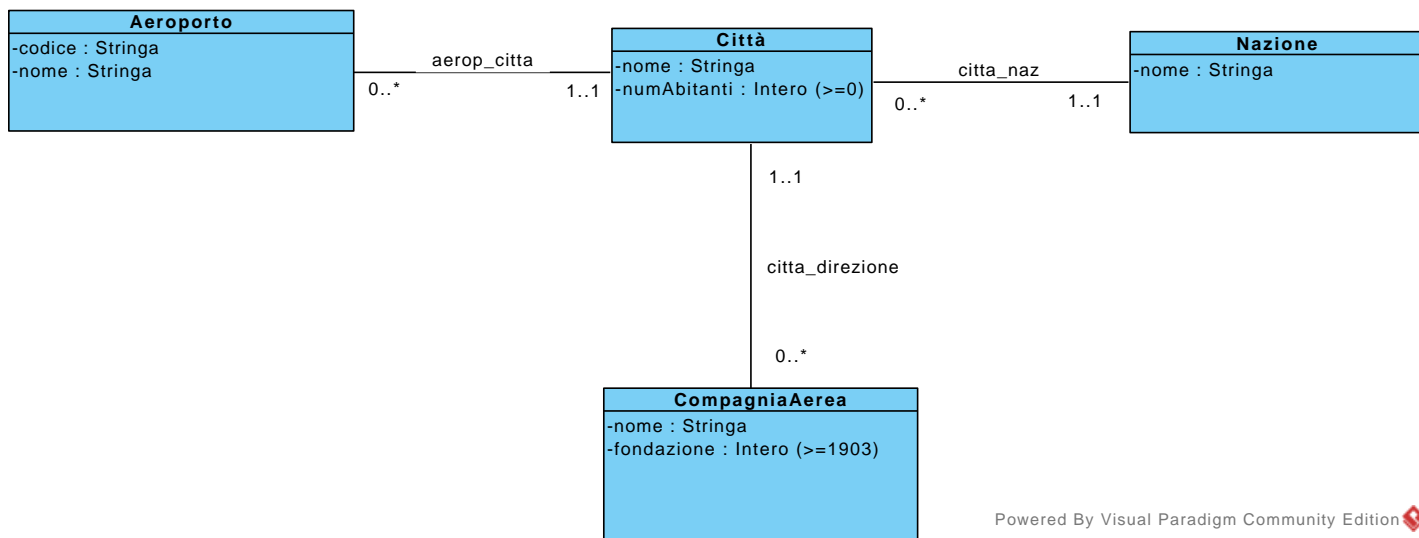 Aeroporto
-codice : Stringa
-nome : Stringa
aerop_citta
0..*
1..1
Città
-nome : Stringa
-numAbitanti : Intero (>=0)
citta_naz
0..*
1..1
Nazione
-nome : Stringa
1..1
citta_direzione
0..*
CompagniaAerea
-nome : Stringa
-fondazione : Intero (>=1903)
Powered By Visual Paradigm Community Edition